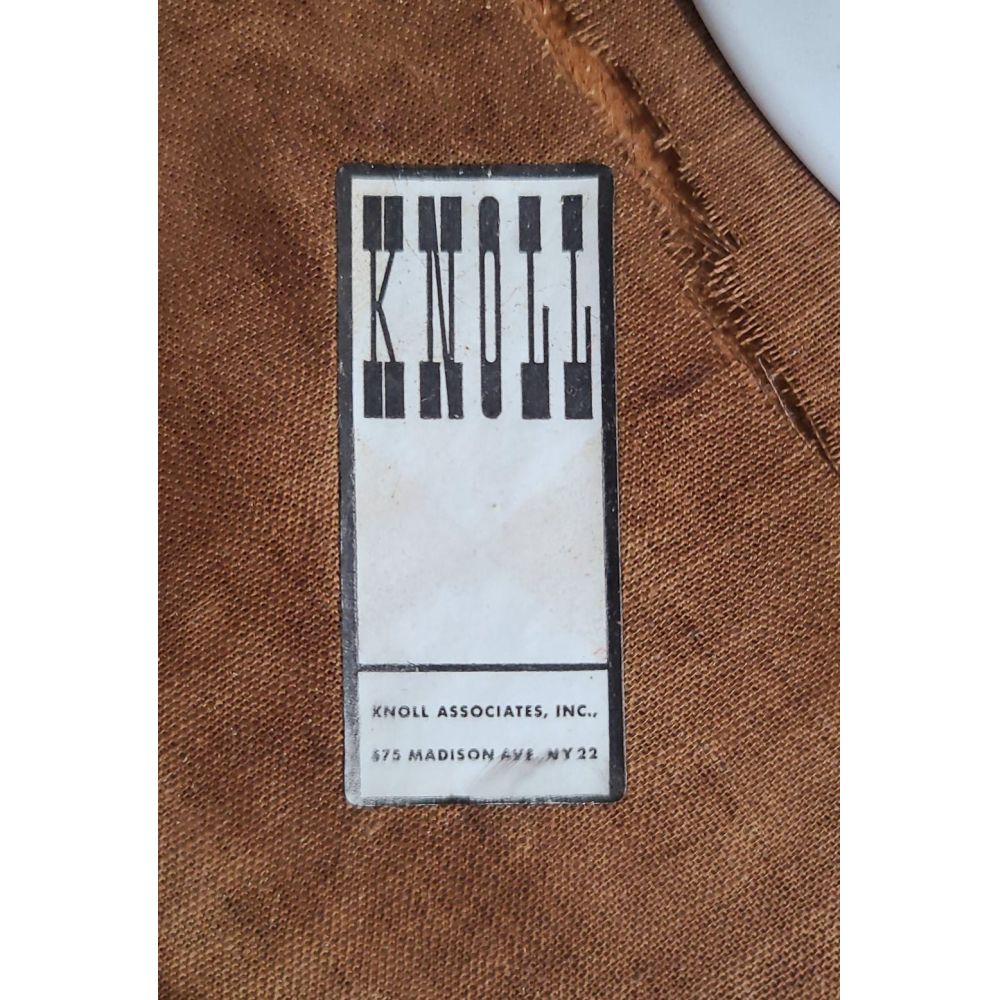 KNOLL
KNOLL ASSOCIATES, INC.,
575 MADISON AVE. NY 22